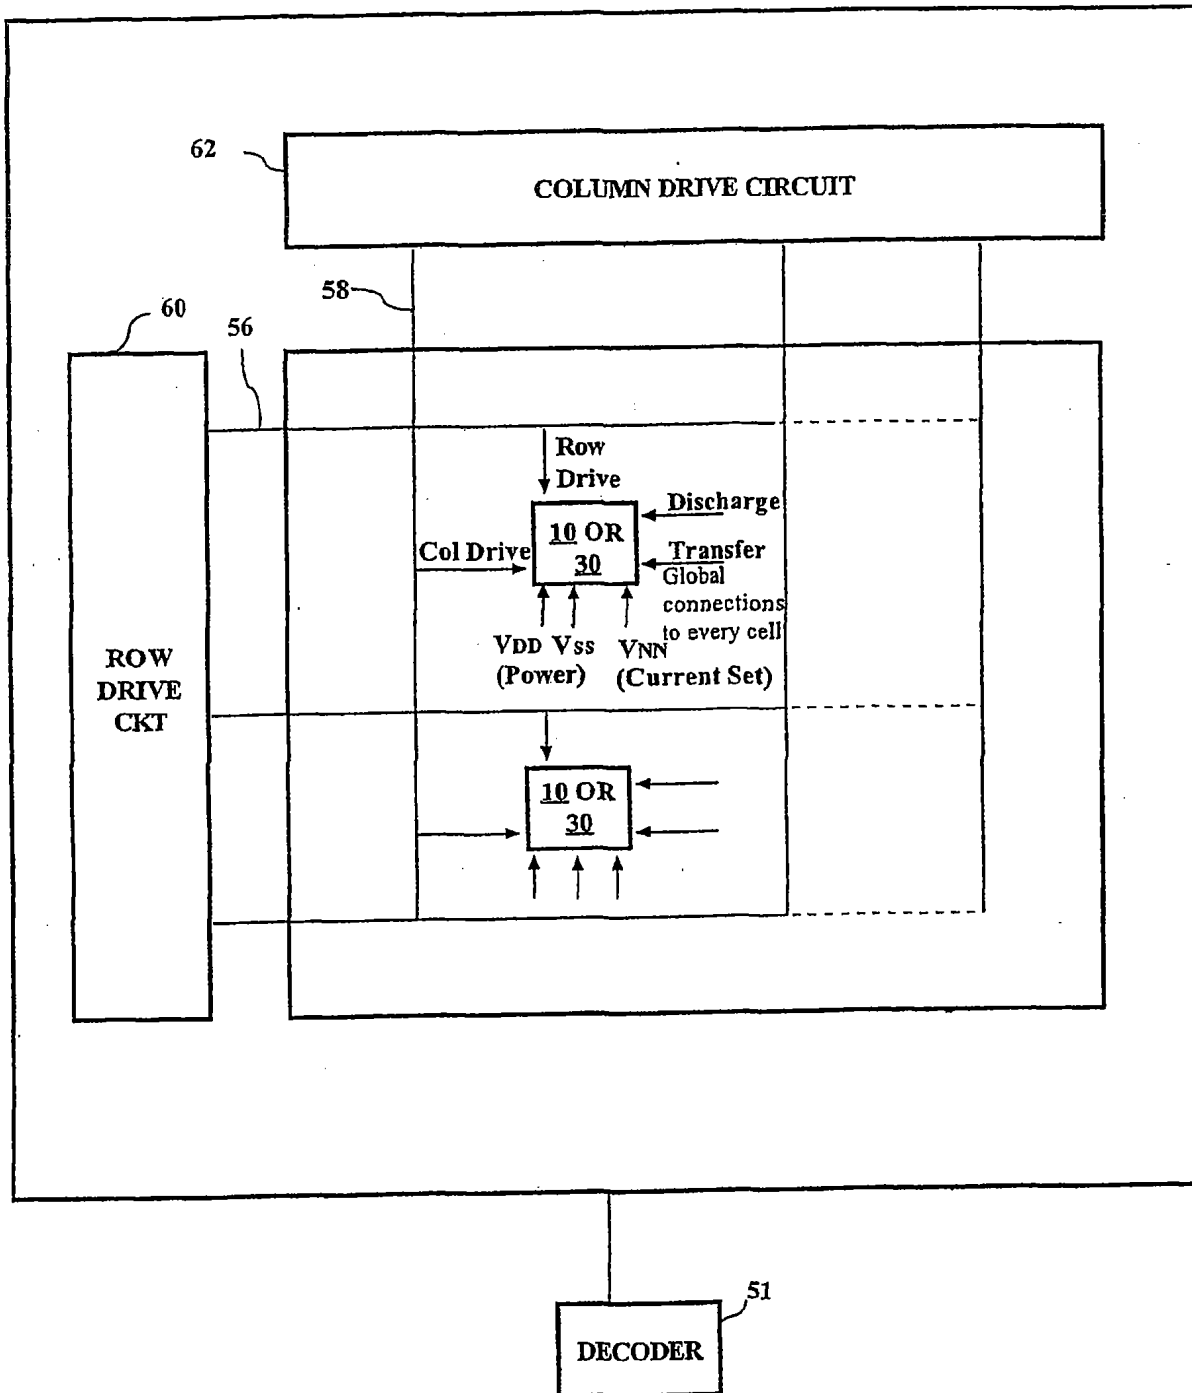 62
COLUMN DRIVE CIRCUIT
58
60
56
Row
Drive
Discharge
10 OR
30
Col Drive
Transfer
Global
connections
to every cell
VDD VSS
(Power)
VNN
(Current Set)
ROW
DRIVE
CKT
10 OR
30
51
DECODER